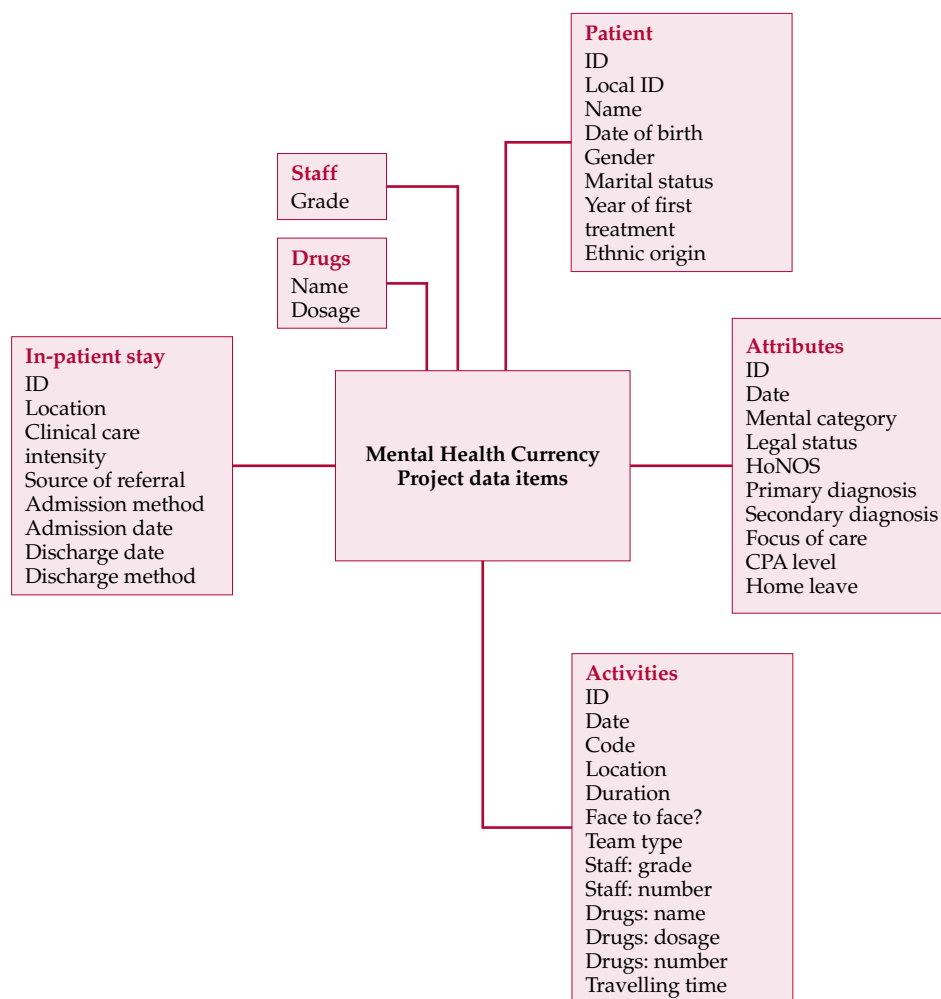 Patient
ID
Local ID
Name
Date of birth
Gender
Marital status
Year of first
treatment
Ethnic origin
Staff
Grade
Drugs
Name
Dosage
In-patient stay
ID
Location
Clinical care
intensity
Source of referral
Admission method
Admission date
Discharge date
Discharge method
Mental Health Currency
Project data items
Attributes
ID
Date
Mental category
Legal status
HoNOS
Primary diagnosis
Secondary diagnosis
Focus of care
CPA level
Home leave
Activities
ID
Date
Code
Location
Duration
Face to face?
Team type
Staff: grade
Staff: number
Drugs: name
Drugs: dosage
Drugs: number
Travelling time